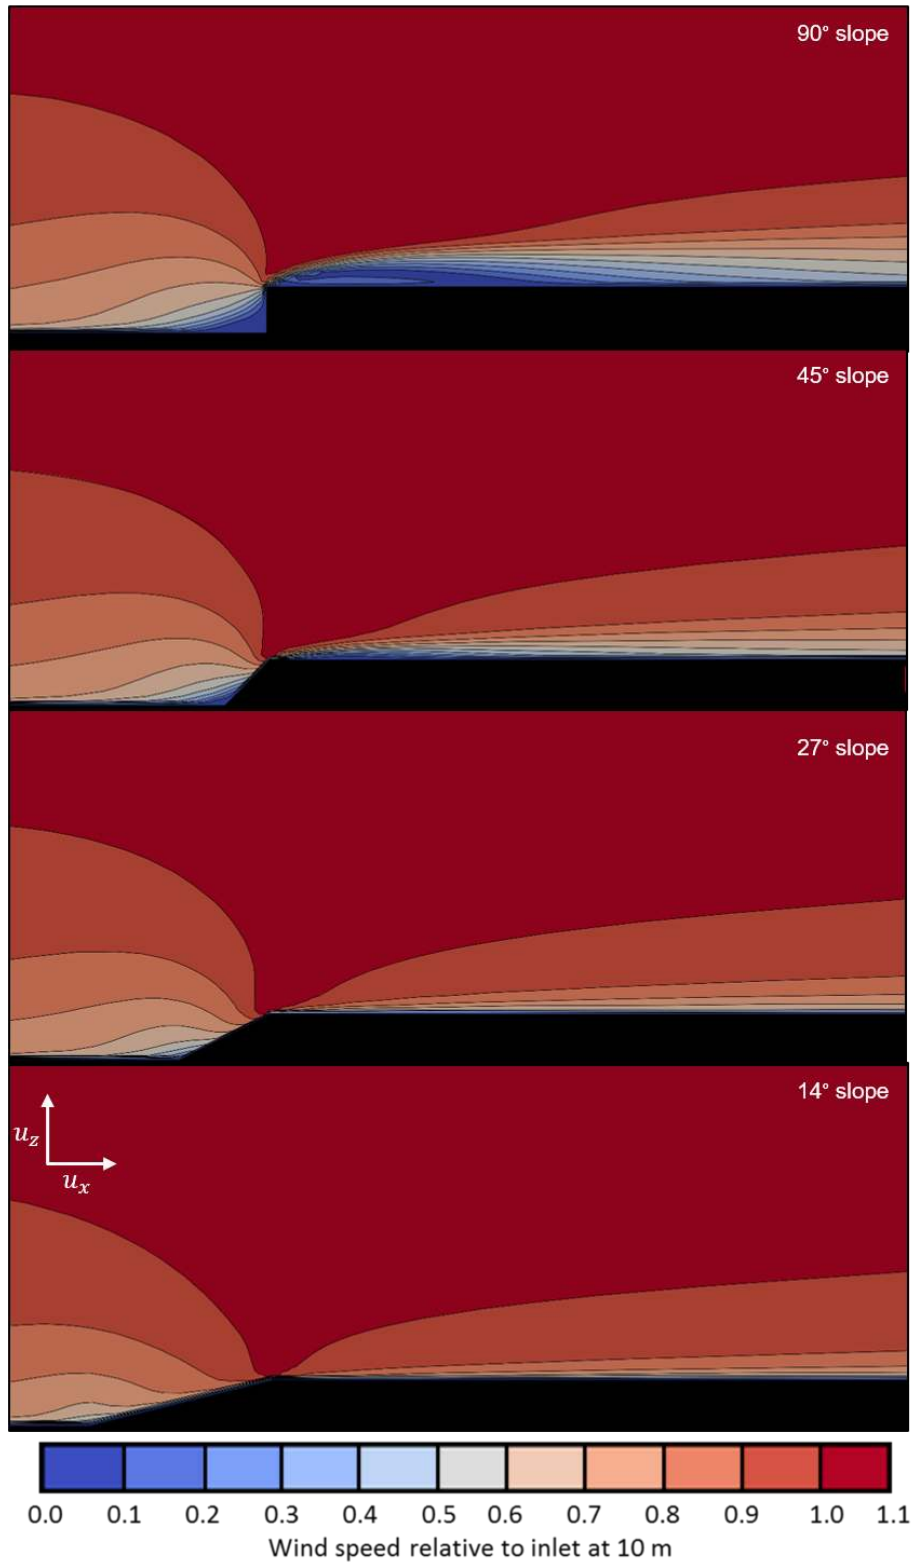 90° slope
45° slope
27° slope
14° slope
u_z
u_x
0.0 0.1 0.2 0.3 0.4 0.5 0.6 0.7 0.8 0.9 1.0 1.1
Wind speed relative to inlet at 10 m